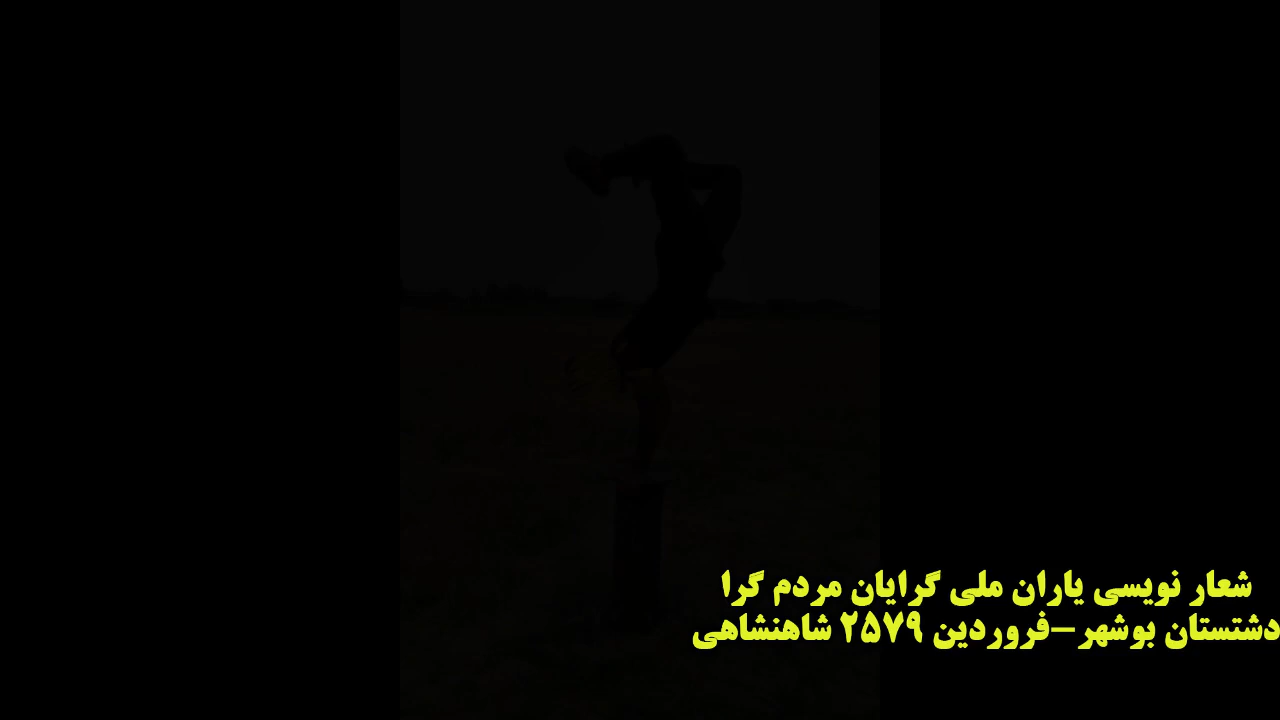 شعار نویسی یاران ملی گرایان مردم گرا
دشتستان بوشهر-فروردین ۲۵۷۹ شاهنشاهی